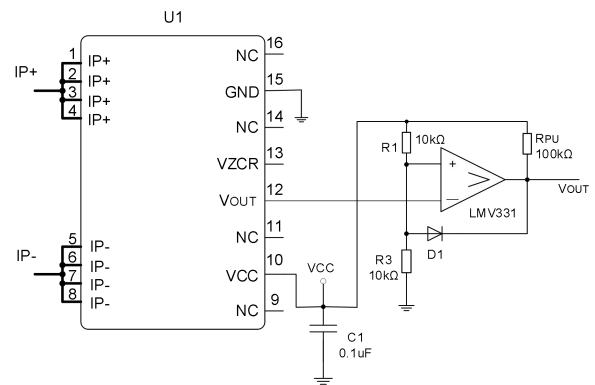 U1
IP+
1 IP+
2 IP+
3 IP+
4 IP+
IP-
5 IP-
6 IP-
7 IP-
8 IP-
NC 16
GND 15
NC 14
VZCR 13
VOUT 12
NC 11
VCC 10
NC 9
VCC
C1
0.1uF
R1
10kΩ
R3
10kΩ
D1
+
>
—
LMV331
RPU
100kΩ
VOUT